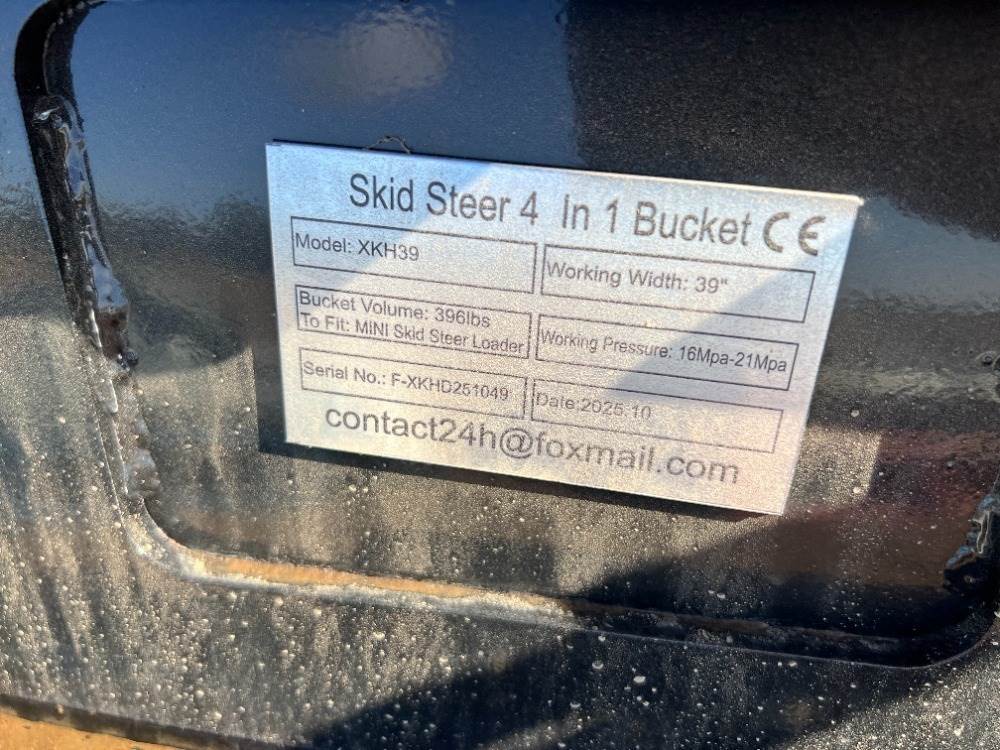 Skid Steer 4 In 1 Bucket CE
Model: XKH39
Working Width: 39"
Bucket Volume: 396lbs
To Fit: MiNI Skid Steer Loader
Working Pressure: 16Mpa-21Mpa
Serial No.: F-XKHD251049
Date:2025.10
contact24h@foxmail.com